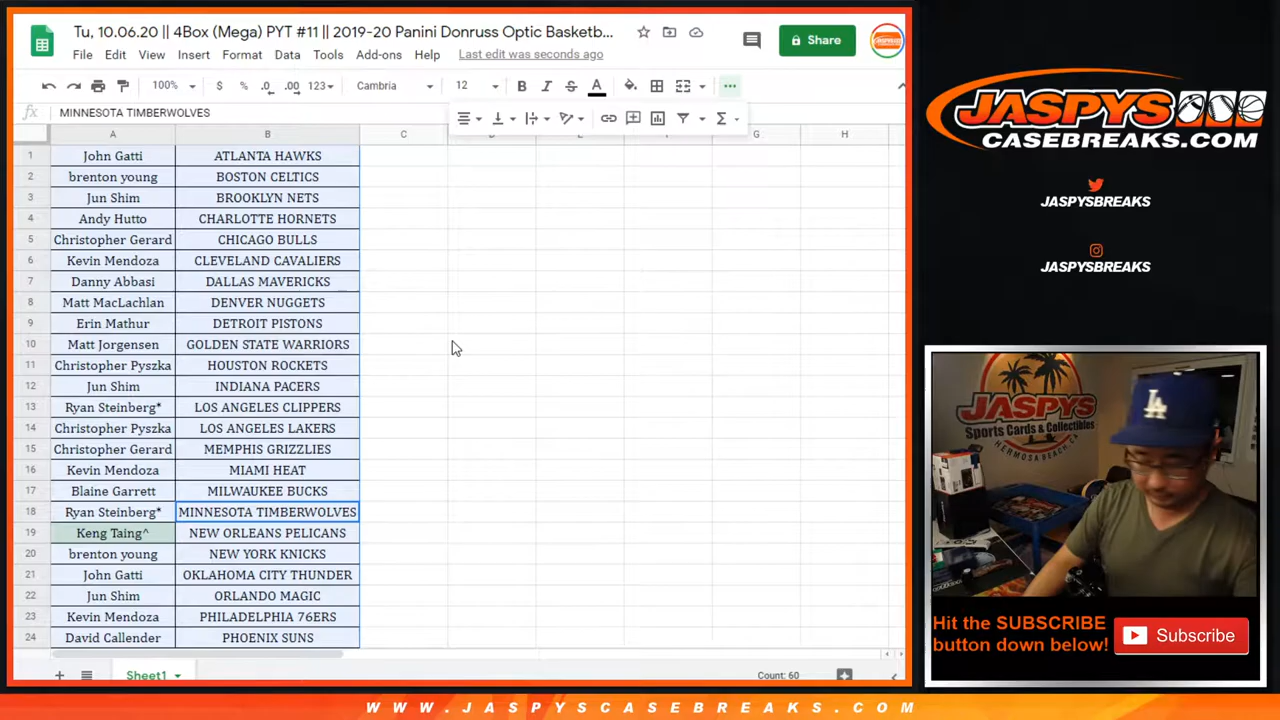 Tu, 10.06.20 || 4Box (Mega) PYT #11 || 2019-20 Panini Donruss Optic Basketb...
File Edit View Insert Format Data Tools Add-ons Help Last edit was seconds ago
Share
100% $ % .0 .00 123 Cambria 12 B I S A
fx MINNESOTA TIMBERWOLVES
A B C G H
1 John Gatti ATLANTA HAWKS
2 brenton young BOSTON CELTICS
3 Jun Shim BROOKLYN NETS
4 Andy Hutto CHARLOTTE HORNETS
5 Christopher Gerard CHICAGO BULLS
6 Kevin Mendoza CLEVELAND CAVALIERS
7 Danny Abbasi DALLAS MAVERICKS
8 Matt MacLachlan DENVER NUGGETS
9 Erin Mathur DETROIT PISTONS
10 Matt Jorgensen GOLDEN STATE WARRIORS
11 Christopher Pyszka HOUSTON ROCKETS
12 Jun Shim INDIANA PACERS
13 Ryan Steinberg* LOS ANGELES CLIPPERS
14 Christopher Pyszka LOS ANGELES LAKERS
15 Christopher Gerard MEMPHIS GRIZZLIES
16 Kevin Mendoza MIAMI HEAT
17 Blaine Garrett MILWAUKEE BUCKS
18 Ryan Steinberg* MINNESOTA TIMBERWOLVES
19 Keng Taing^ NEW ORLEANS PELICANS
20 brenton young NEW YORK KNICKS
21 John Gatti OKLAHOMA CITY THUNDER
22 Jun Shim ORLANDO MAGIC
23 Kevin Mendoza PHILADELPHIA 76ERS
24 David Callender PHOENIX SUNS
Sheet1 Count: 60
JASPYS
CASEBREAKS.COM
JASPYSBREAKS
JASPYSBREAKS
JASPYS
Sports Cards & Collectibles
HERMOSA BEACH, CA
LA
Hit the SUBSCRIBE
button down below!
Subscribe
WWW.JASPYSCASEBREAKS.COM